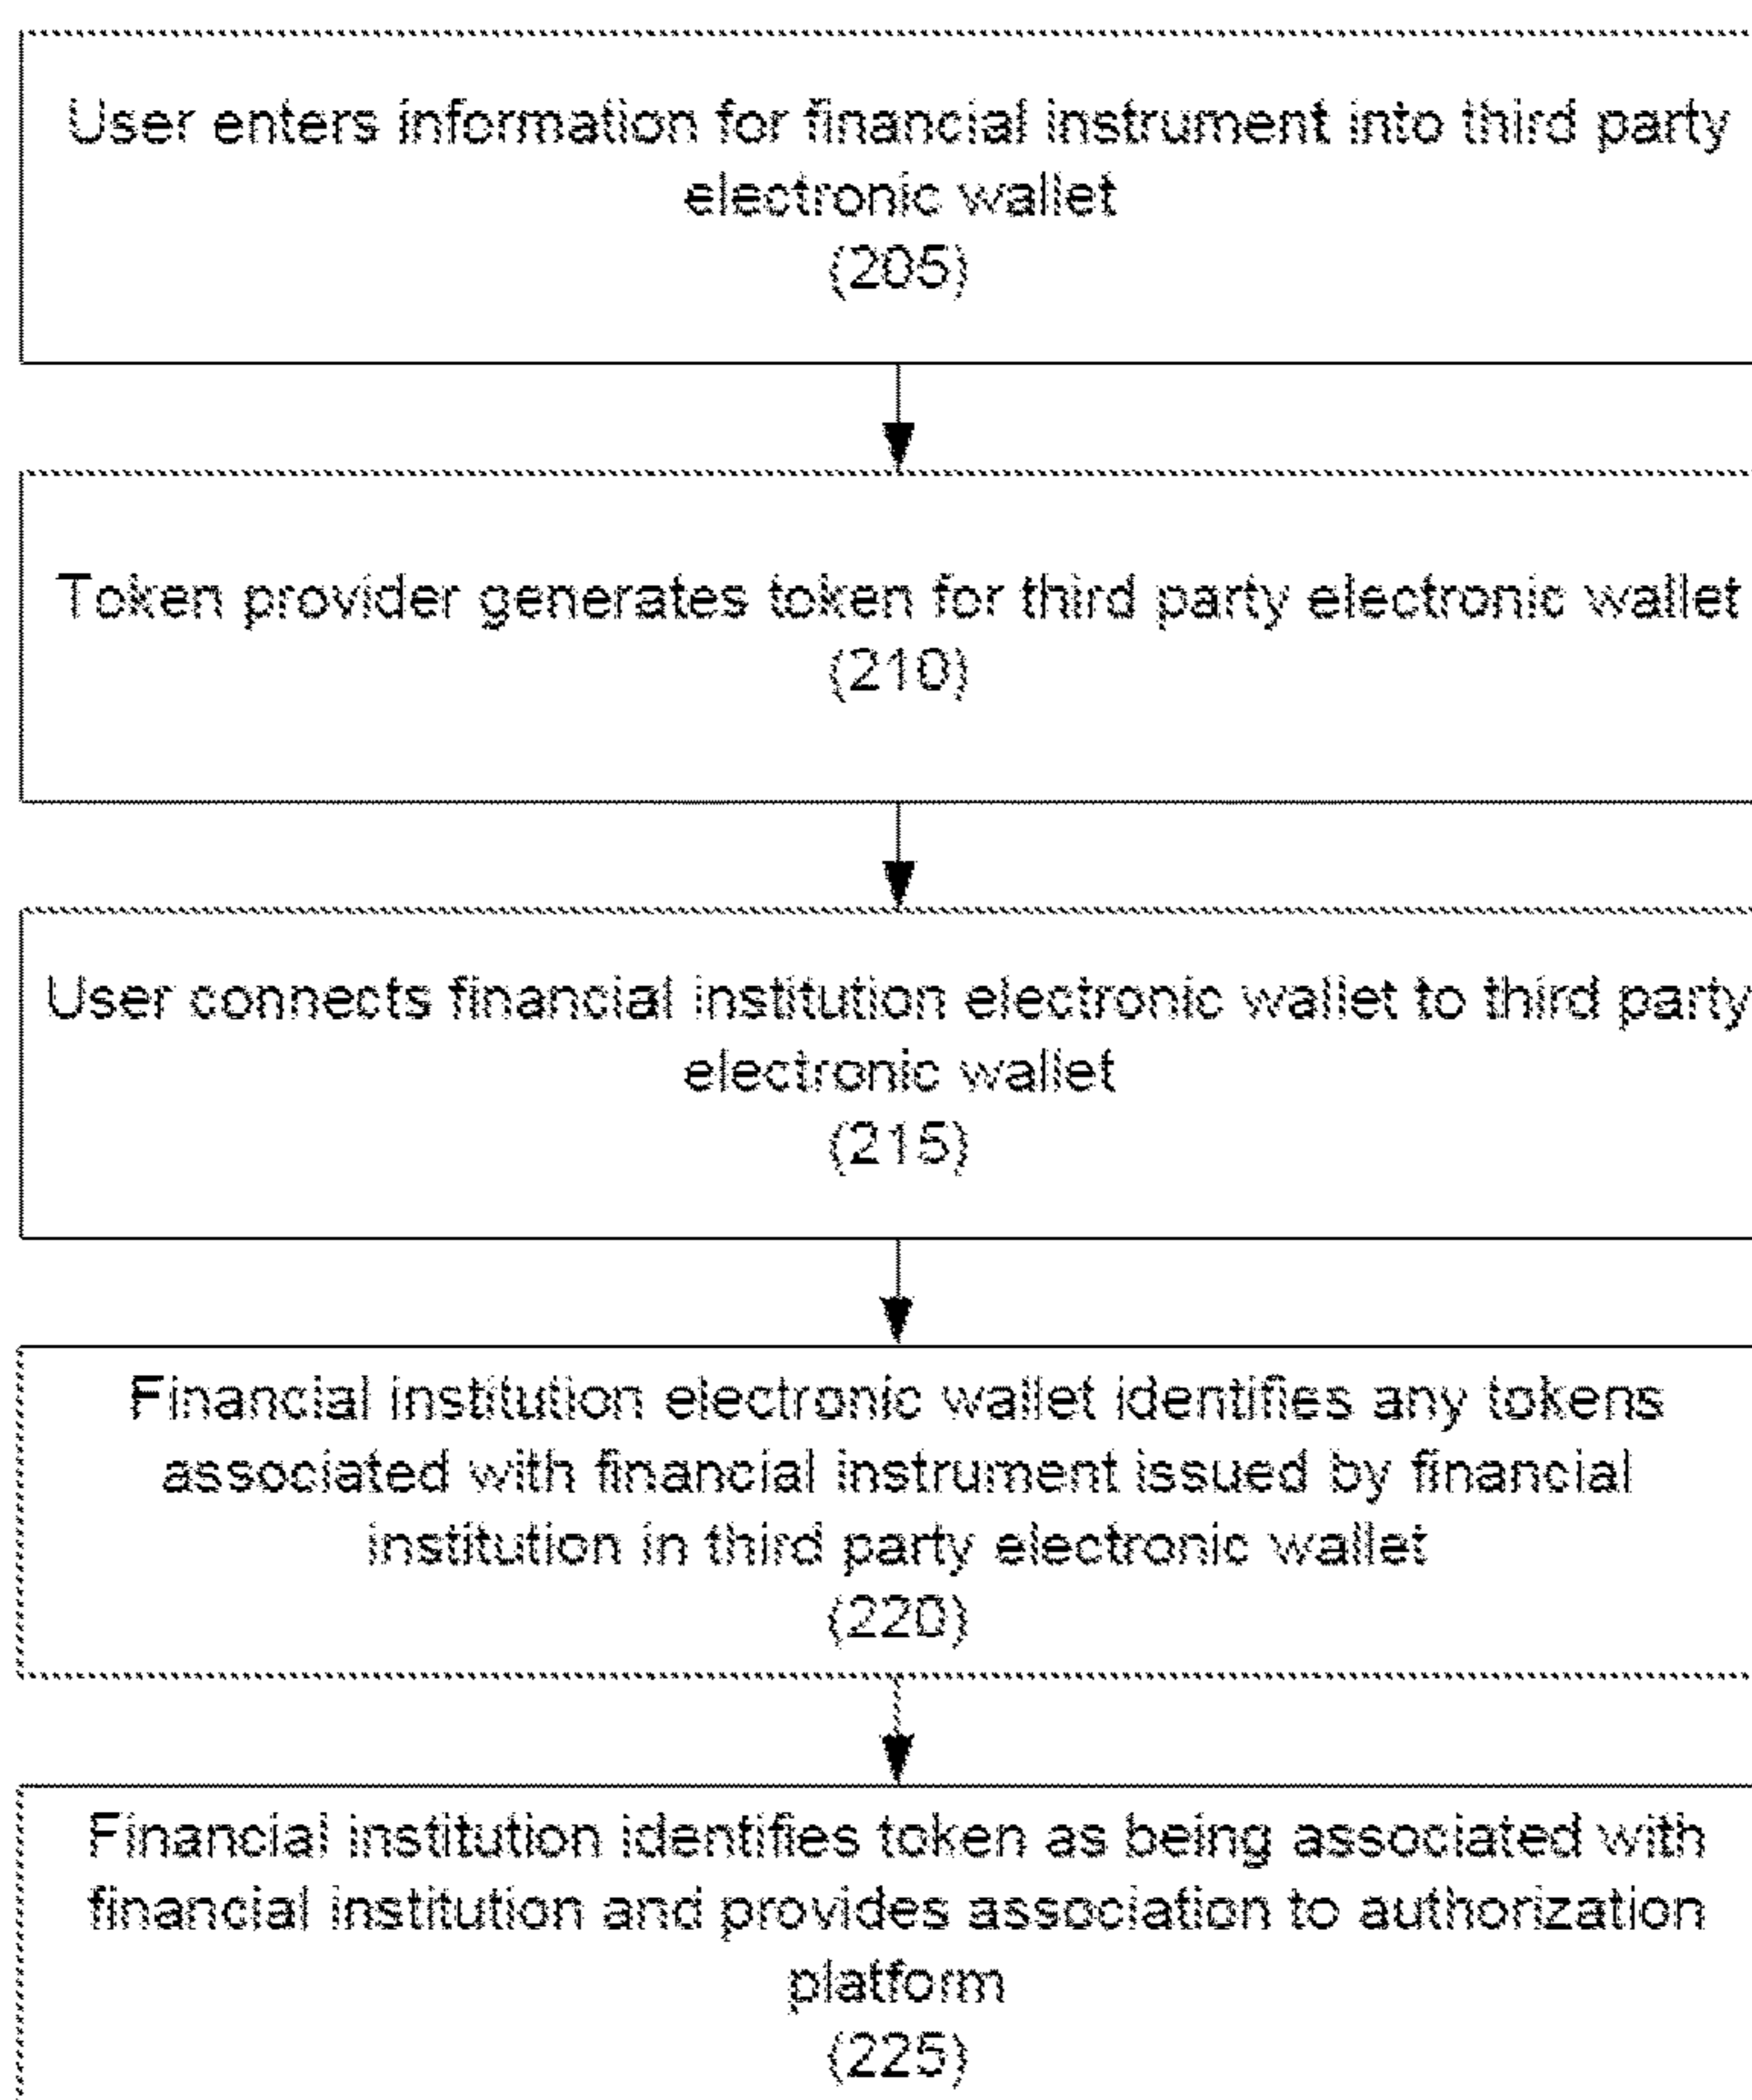 User enters information for financial instrument into third party
electronic wallet
(205)
Token provider generates token for third party electronic wallet
(210)
User connects financial institution electronic wallet to third party
electronic wallet
(215)
Financial institution electronic wallet identifies any tokens
associated with financial instrument issued by financial
institution in third party electronic wallet
(220)
Financial institution identifies token as being associated with
financial institution and provides association to authorization
platform
(225)